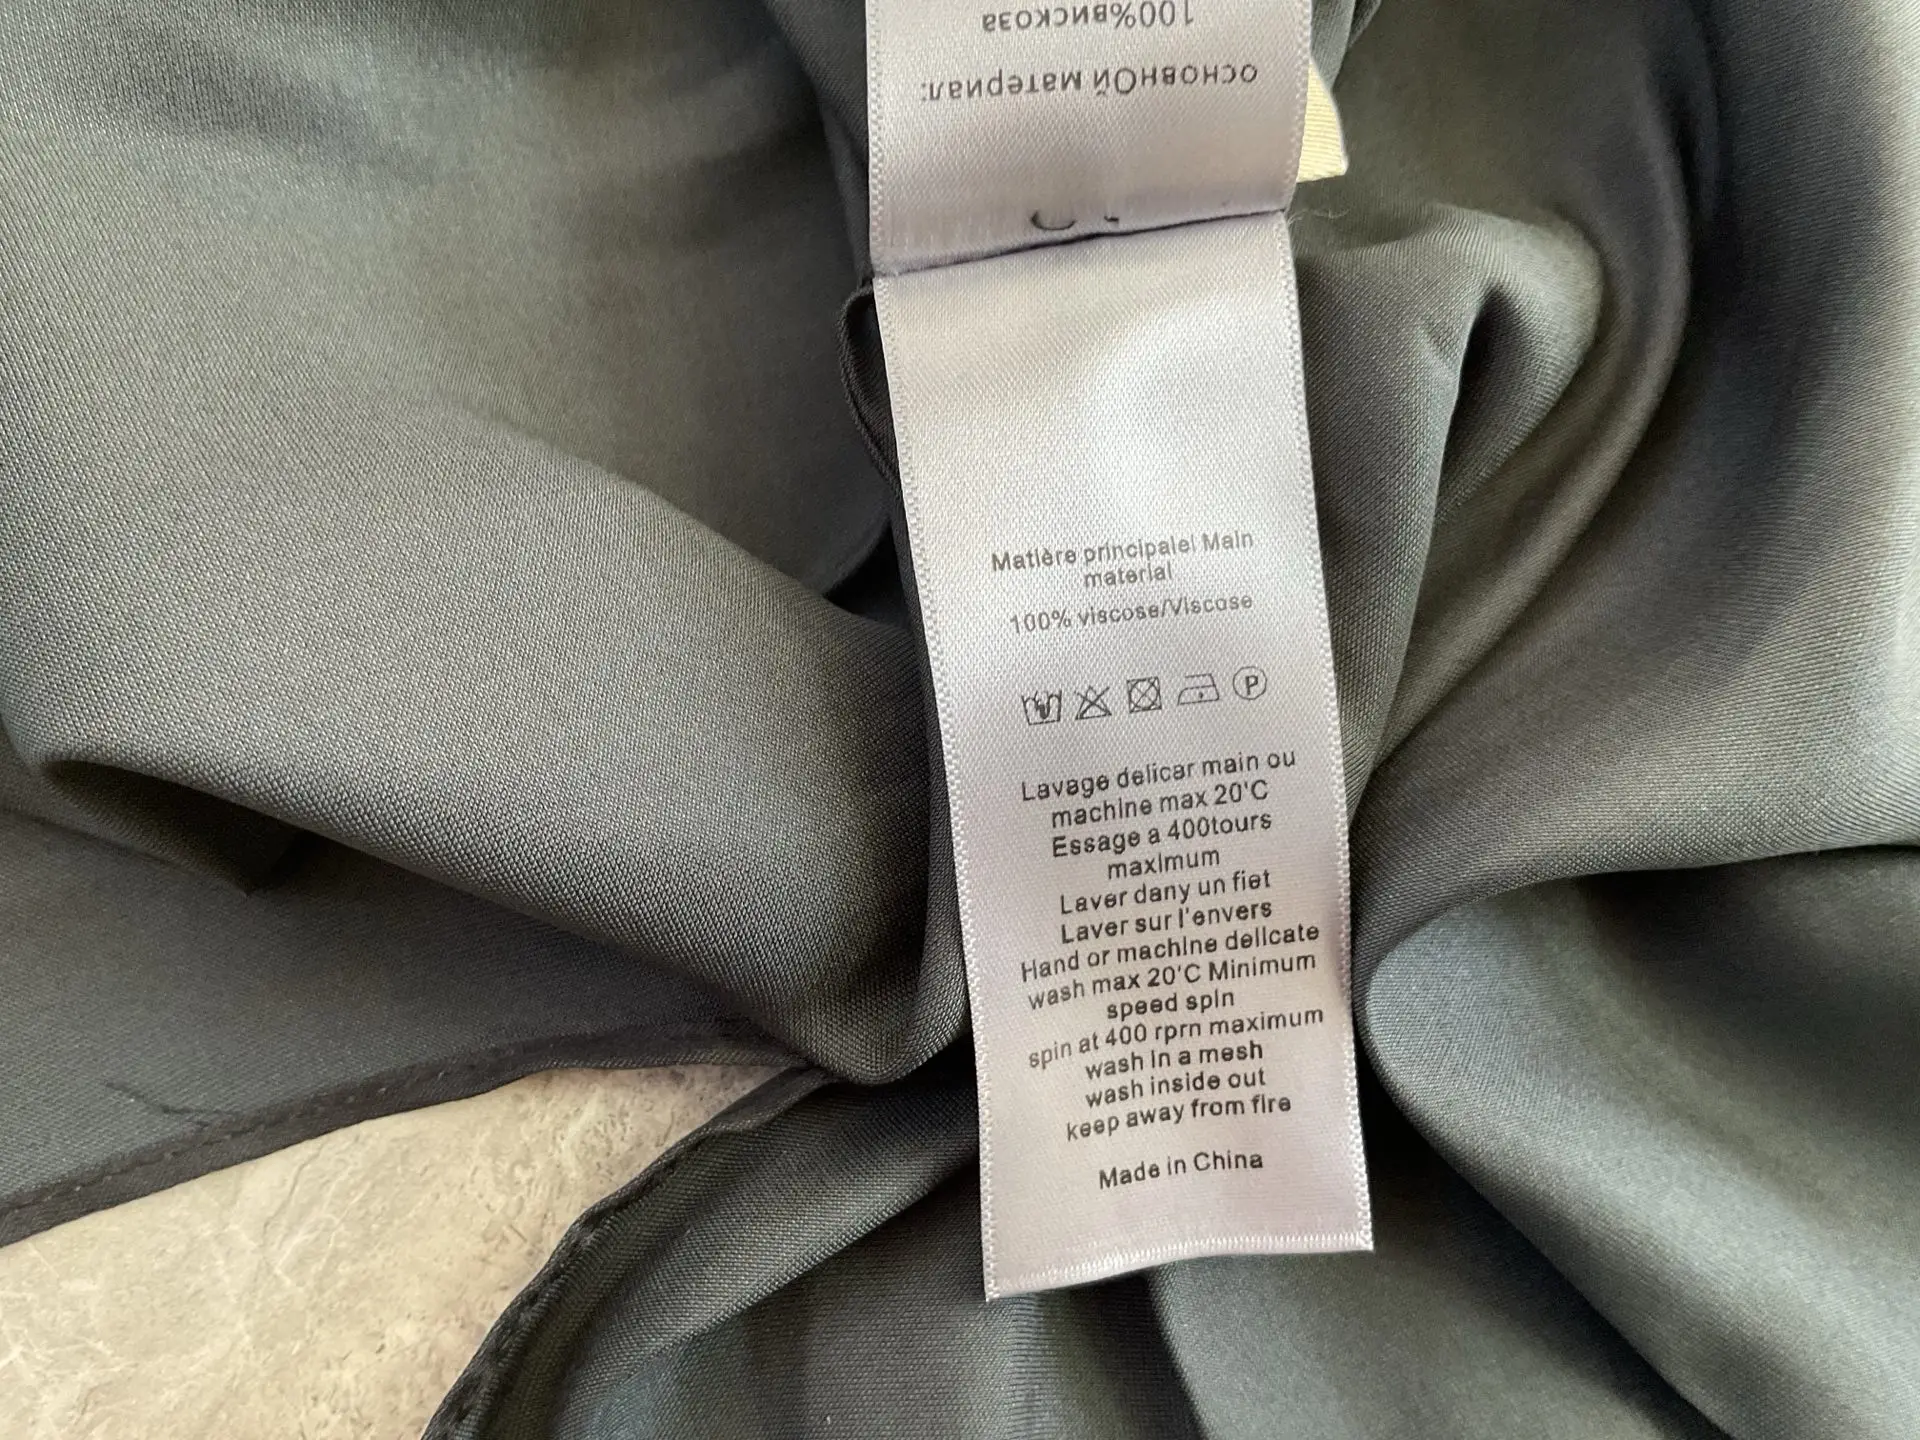 основной материал:
100%вискоза
Matière principalel Main
material
100% viscose/Viscose
P
Lavage delicar main ou
machine max 20'C
Essage a 400tours
maximum
Laver dany un fiet
Laver sur l'envers
Hand or machine delicate
wash max 20'C Minimum
speed spin
spin at 400 rprn maximum
wash in a mesh
wash inside out
keep away from fire
Made in China